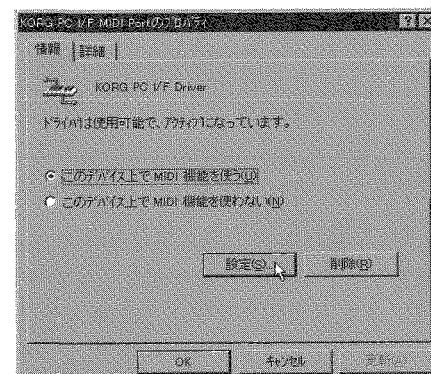 KORG PC I/F MIDI Portのプロパティ
情報
詳細
KORG PC I/F Driver
ドライバは使用可能で、アクティブになっています。
このデバイス上で MIDI 機能を使う(U)
このデバイス上で MIDI 機能を使わない(N)
設定(S)...
削除(R)
OK
キャンセル
更新(A)